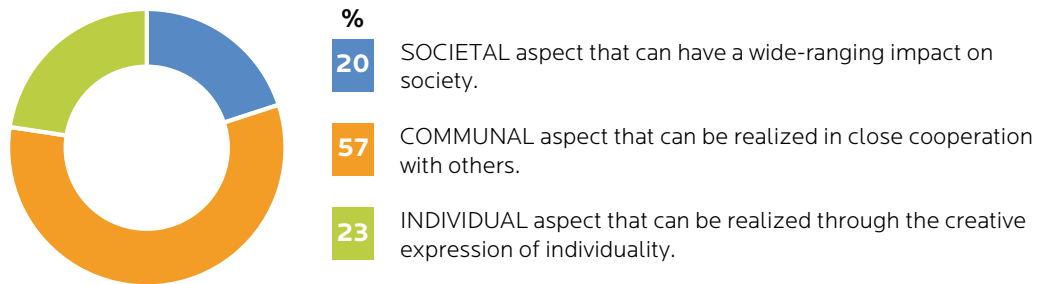 %
20
SOCIETAL aspect that can have a wide-ranging impact on
society.
57
COMMUNAL aspect that can be realized in close cooperation
with others.
23
INDIVIDUAL aspect that can be realized through the creative
expression of individuality.